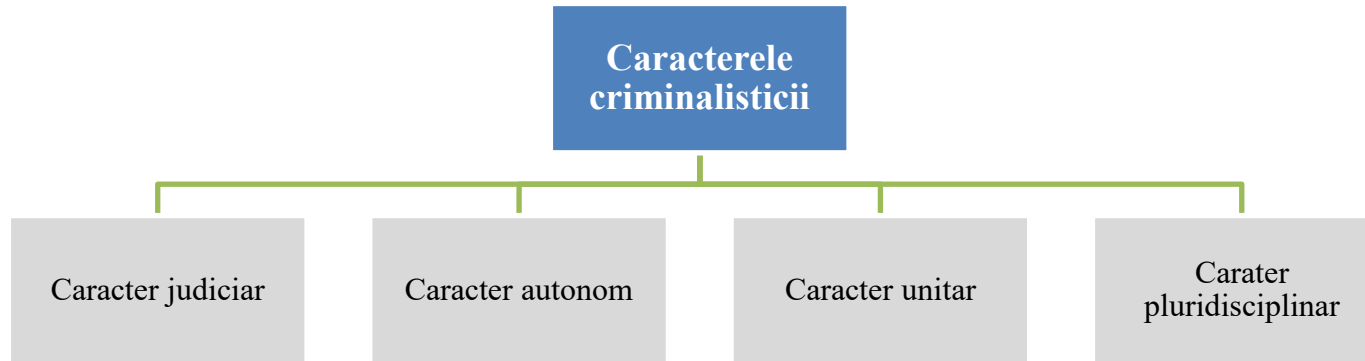 Caracterele
criminalisticii
Caracter judiciar
Caracter autonom
Caracter unitar
Carater
pluridisciplinar